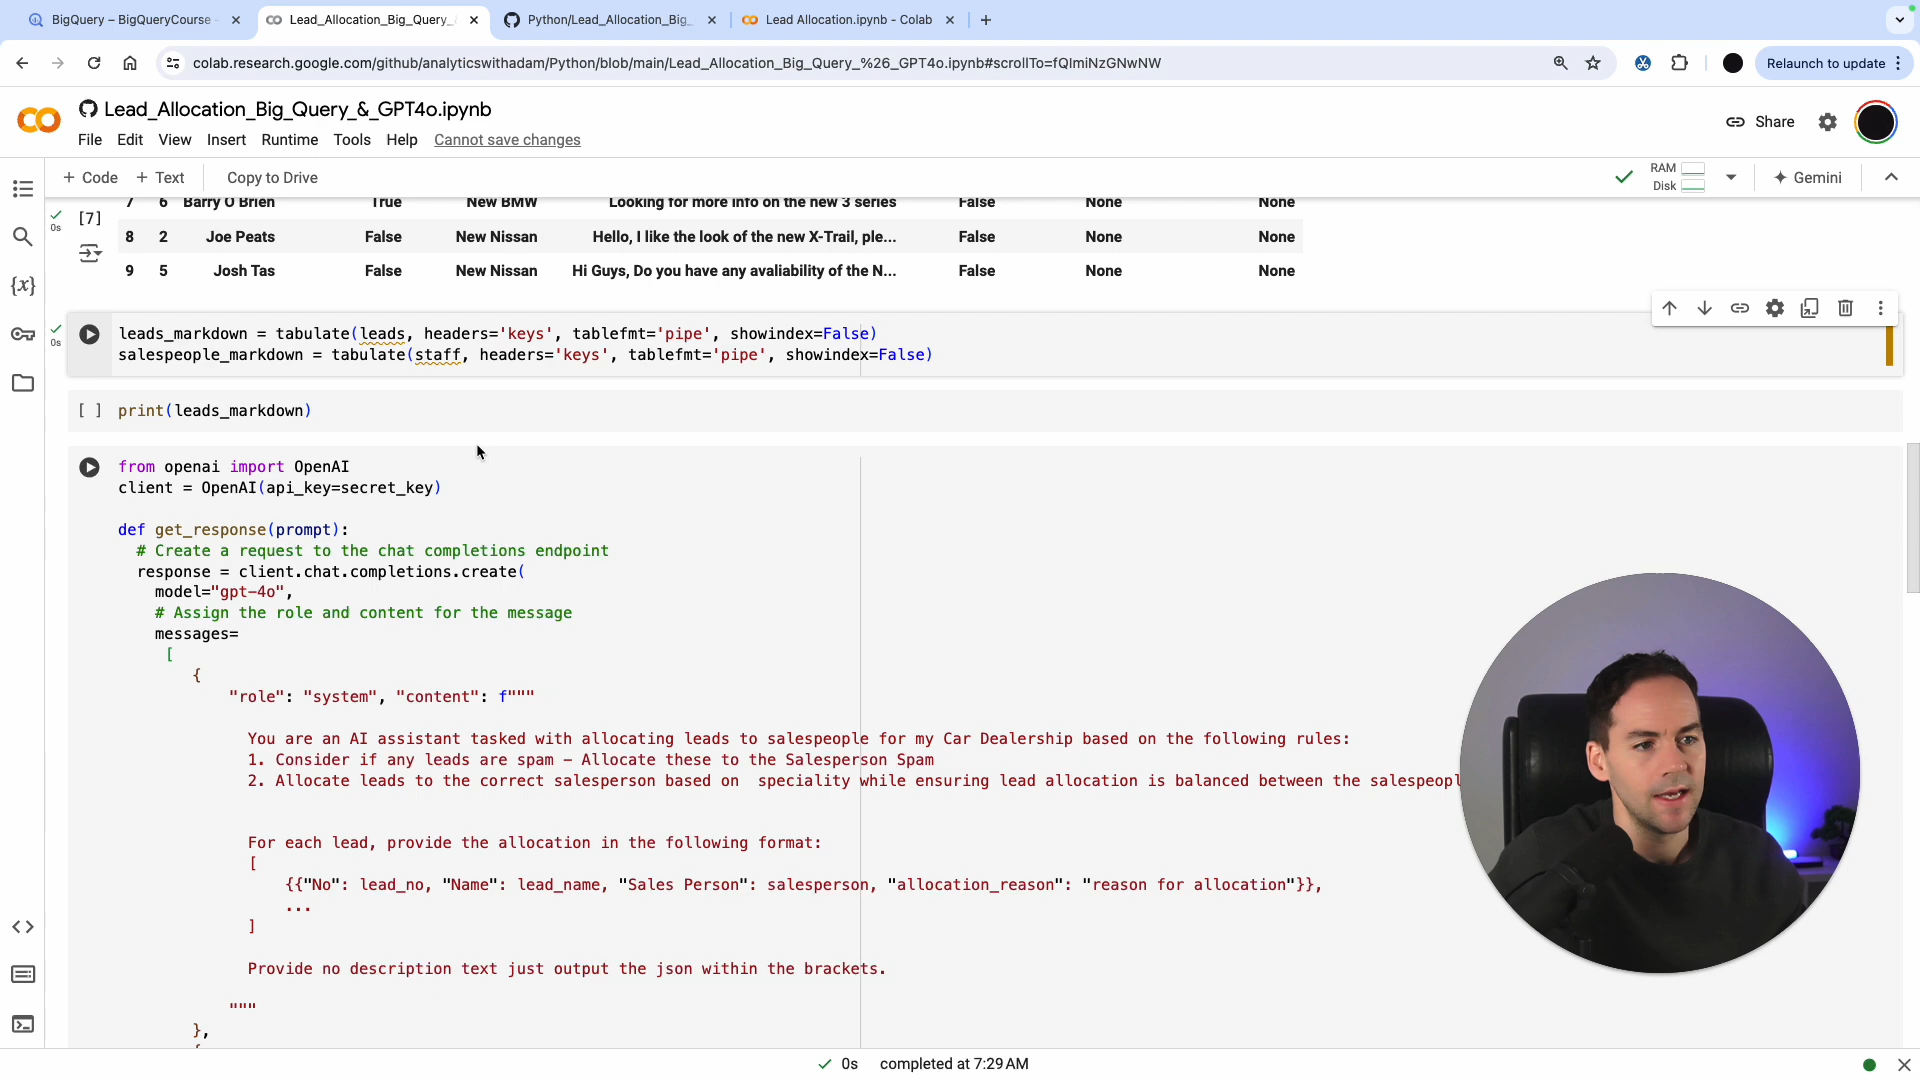 BigQuery – BigQueryCourse
Lead_Allocation_Big_Query_
Python/Lead_Allocation_Big_
Lead Allocation.ipynb - Colab
colab.research.google.com/github/analyticswithadam/Python/blob/main/Lead_Allocation_Big_Query_%26_GPT4o.ipynb#scrollTo=fQlmiNzGNwNW
Relaunch to update
Lead_Allocation_Big_Query_&_GPT4o.ipynb
File Edit View Insert Runtime Tools Help Cannot save changes
Share
+ Code + Text Copy to Drive
RAM
Disk
Gemini
7 6 Barry O Brien True New BMW Looking for more info on the new 3 series False None None
[7]
0s
8 2 Joe Peats False New Nissan Hello, I like the look of the new X-Trail, ple... False None None
9 5 Josh Tas False New Nissan Hi Guys, Do you have any avaliability of the N... False None None
0s
leads_markdown = tabulate(leads, headers='keys', tablefmt='pipe', showindex=False)
salespeople_markdown = tabulate(staff, headers='keys', tablefmt='pipe', showindex=False)
[ ] print(leads_markdown)
from openai import OpenAI
client = OpenAI(api_key=secret_key)
def get_response(prompt):
# Create a request to the chat completions endpoint
response = client.chat.completions.create(
model="gpt-4o",
# Assign the role and content for the message
messages=
[
{
"role": "system", "content": f"""
You are an AI assistant tasked with allocating leads to salespeople for my Car Dealership based on the following rules:
1. Consider if any leads are spam – Allocate these to the Salesperson Spam
2. Allocate leads to the correct salesperson based on  speciality while ensuring lead allocation is balanced between the salespeopl
For each lead, provide the allocation in the following format:
[
{{"No": lead_no, "Name": lead_name, "Sales Person": salesperson, "allocation_reason": "reason for allocation"}},
...
]
Provide no description text just output the json within the brackets.
"""
},
0s completed at 7:29 AM